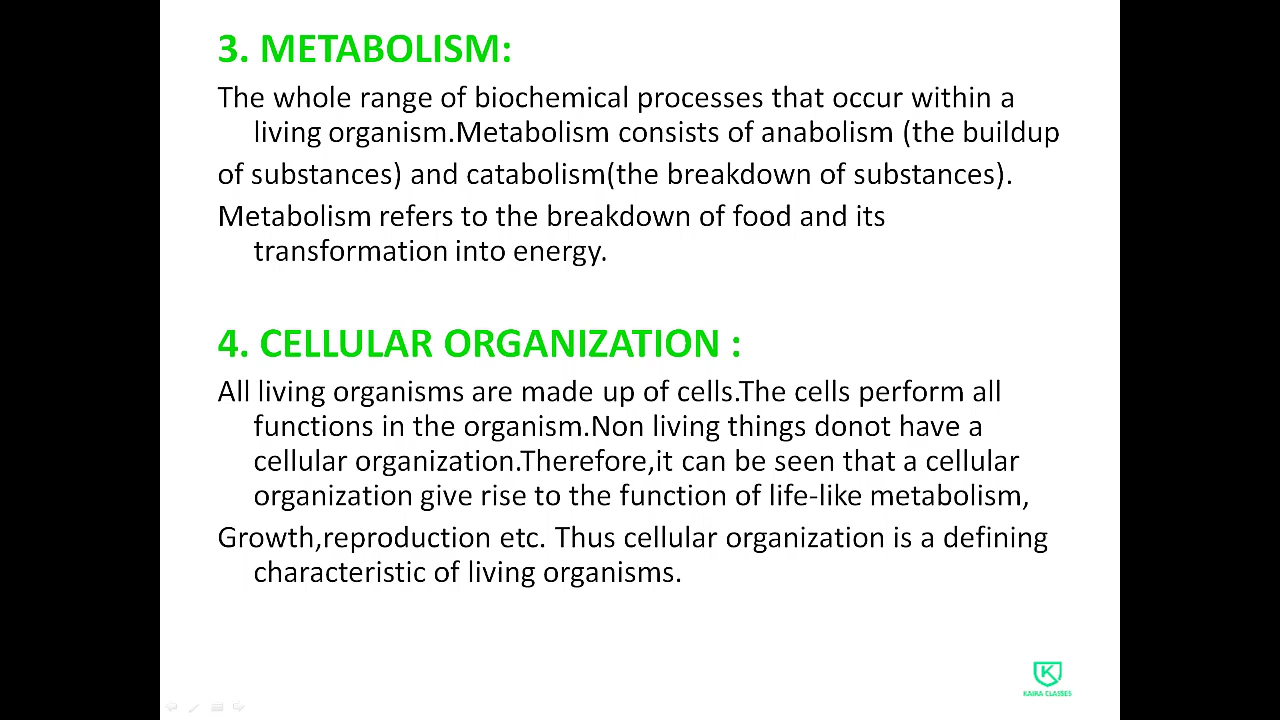 3. METABOLISM:
The whole range of biochemical processes that occur within a
living organism.Metabolism consists of anabolism (the buildup
of substances) and catabolism(the breakdown of substances).
Metabolism refers to the breakdown of food and its
transformation into energy.
4. CELLULAR ORGANIZATION :
All living organisms are made up of cells.The cells perform all
functions in the organism.Non living things donot have a
cellular organization.Therefore,it can be seen that a cellular
organization give rise to the function of life-like metabolism,
Growth,reproduction etc. Thus cellular organization is a defining
characteristic of living organisms.
K
KAIRA CLASSES